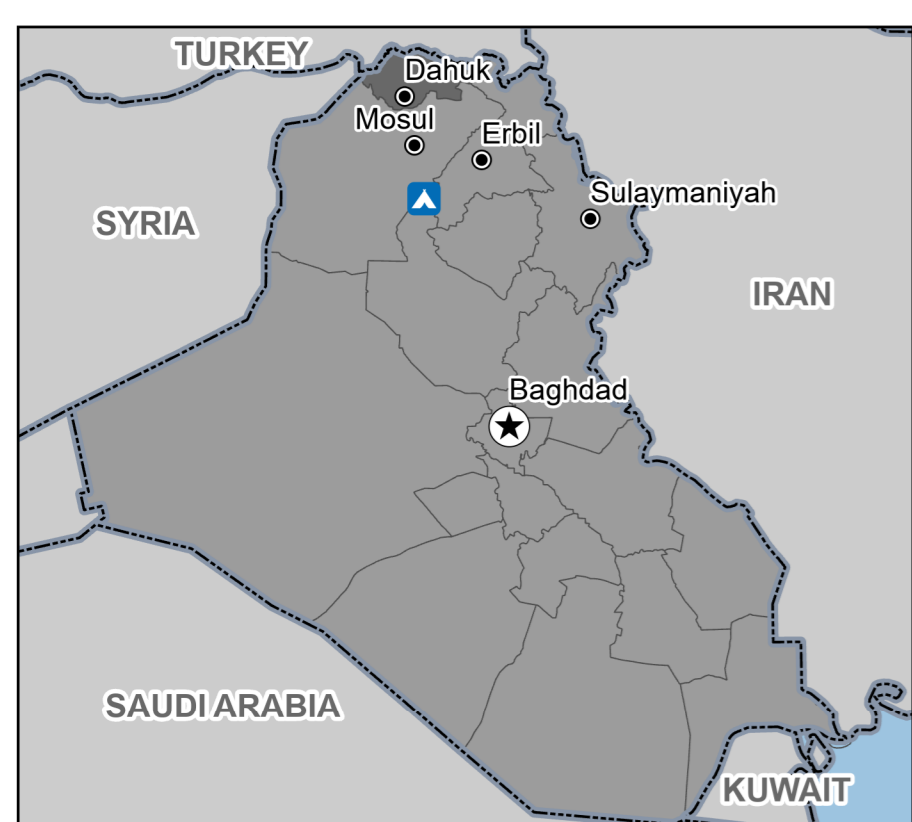 TURKEY
Dahuk
Mosul
Erbil
Sulaymaniyah
SYRIA
IRAN
Baghdad
SAUDI ARABIA
KUWAIT